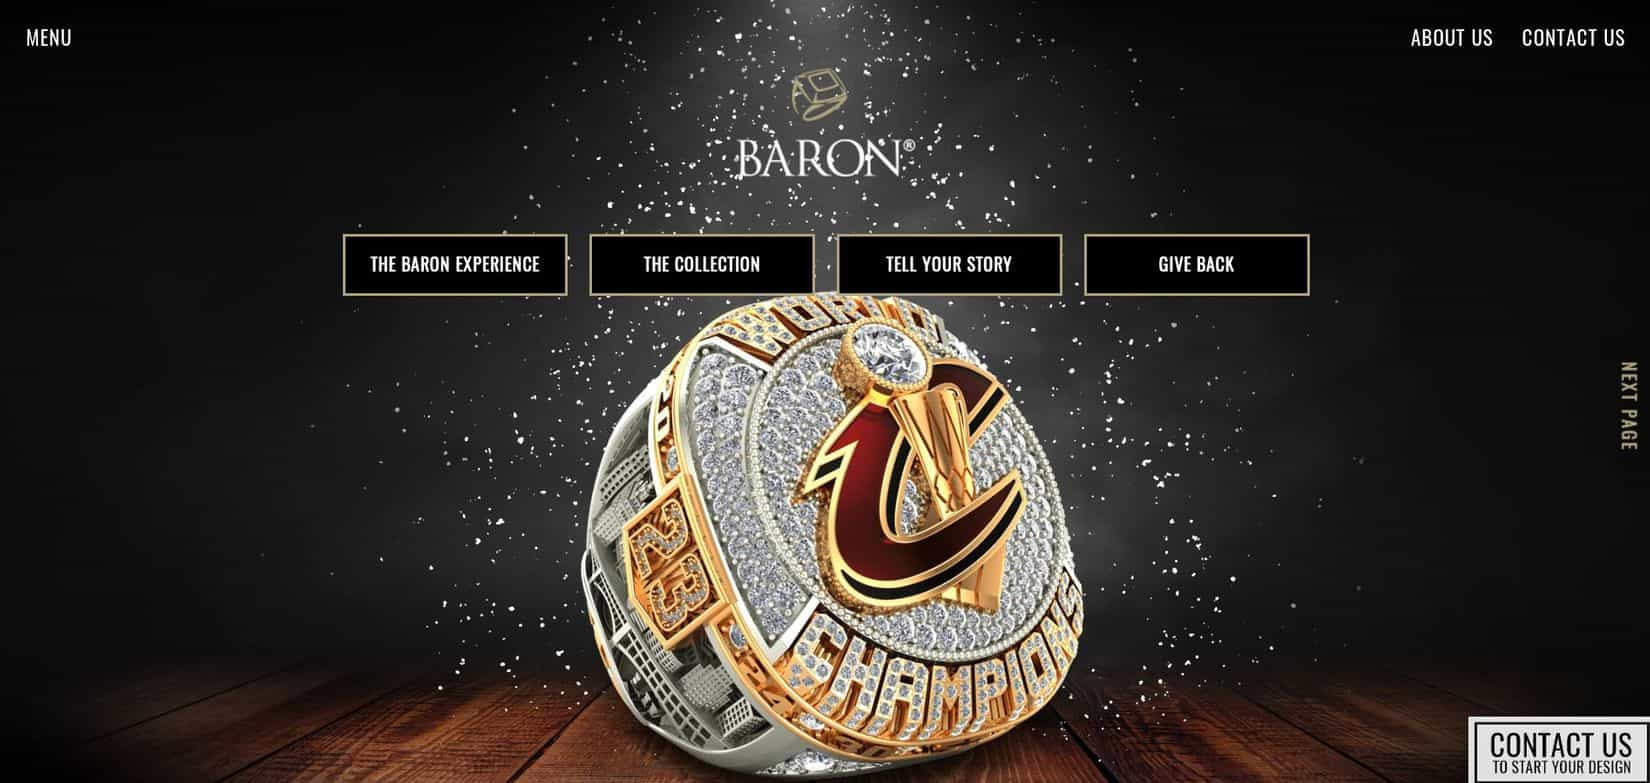 MENU
ABOUT US
CONTACT US
BARON®
THE BARON EXPERIENCE
THE COLLECTION
TELL YOUR STORY
GIVE BACK
WORLD
23
CHAMPIONS
NEXT PAGE
CONTACT US
TO START YOUR DESIGN